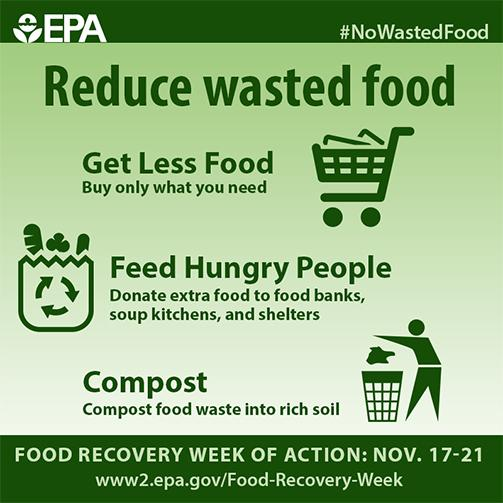 EPA
#NoWastedFood
Reduce wasted food
Get Less Food
Buy only what you need
Feed Hungry People
Donate extra food to food banks,
soup kitchens, and shelters
Compost
Compost food waste into rich soil
FOOD RECOVERY WEEK OF ACTION: NOV. 17-21
www2.epa.gov/Food-Recovery-Week